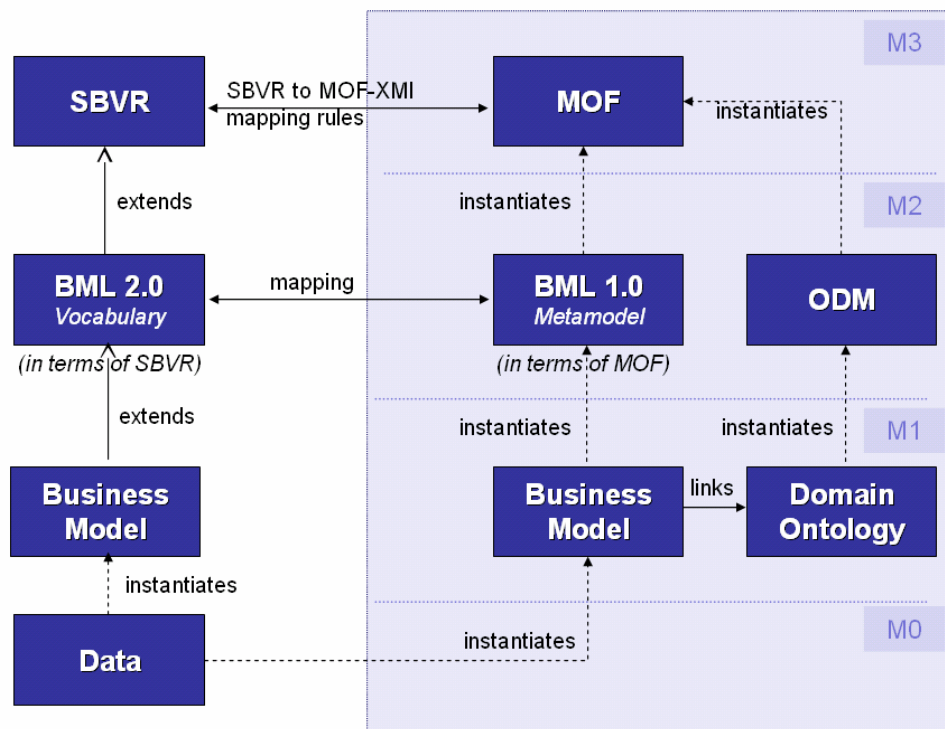 M3
SBVR
SBVR to MOF-XMI
mapping rules
MOF
instantiates
extends
instantiates
M2
BML 2.0
Vocabulary
mapping
BML 1.0
Metamodel
ODM
(in terms of SBVR)
(in terms of MOF)
extends
instantiates
instantiates
M1
Business
Model
Business
Model
links
Domain
Ontology
instantiates
M0
Data
instantiates